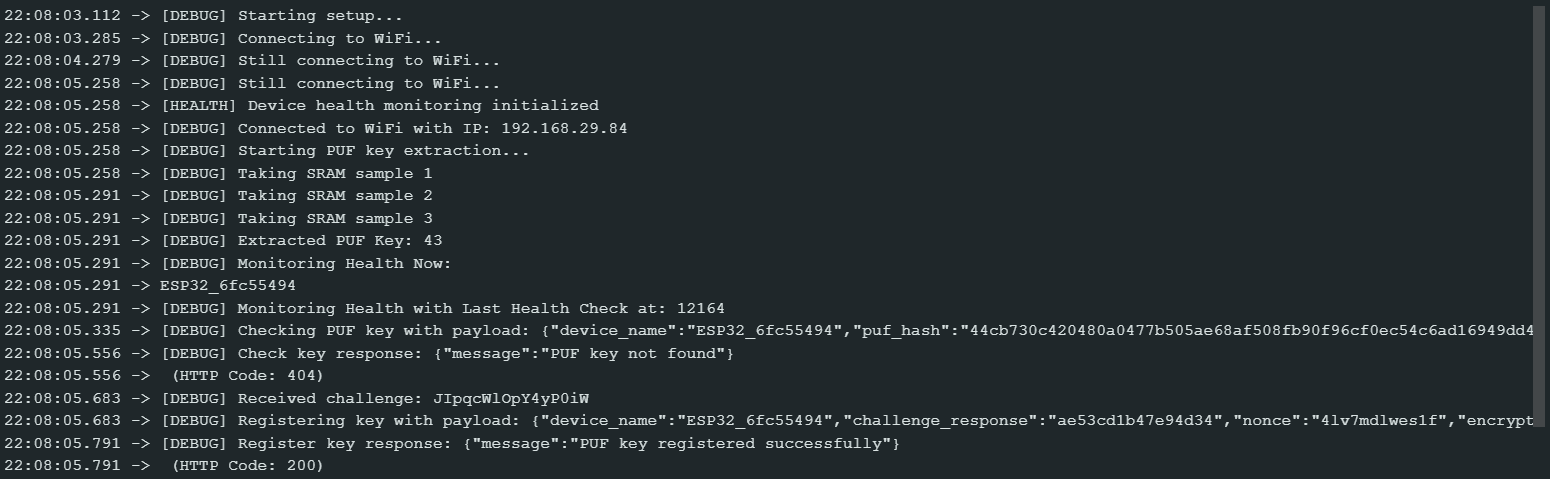 22:08:03.112 -> [DEBUG] Starting setup...
22:08:03.285 -> [DEBUG] Connecting to WiFi...
22:08:04.279 -> [DEBUG] Still connecting to WiFi...
22:08:05.258 -> [DEBUG] Still connecting to WiFi...
22:08:05.258 -> [HEALTH] Device health monitoring initialized
22:08:05.258 -> [DEBUG] Connected to WiFi with IP: 192.168.29.84
22:08:05.258 -> [DEBUG] Starting PUF key extraction...
22:08:05.258 -> [DEBUG] Taking SRAM sample 1
22:08:05.291 -> [DEBUG] Taking SRAM sample 2
22:08:05.291 -> [DEBUG] Taking SRAM sample 3
22:08:05.291 -> [DEBUG] Extracted PUF Key: 43
22:08:05.291 -> [DEBUG] Monitoring Health Now:
22:08:05.291 -> ESP32_6fc55494
22:08:05.291 -> [DEBUG] Monitoring Health with Last Health Check at: 12164
22:08:05.335 -> [DEBUG] Checking PUF key with payload: {"device_name":"ESP32_6fc55494","puf_hash":"44cb730c420480a0477b505ae68af508fb90f96cf0ec54c6ad16949dd4
22:08:05.556 -> [DEBUG] Check key response: {"message":"PUF key not found"}
22:08:05.556 ->  (HTTP Code: 404)
22:08:05.683 -> [DEBUG] Received challenge: JIpqcWlOpY4yP0iW
22:08:05.683 -> [DEBUG] Registering key with payload: {"device_name":"ESP32_6fc55494","challenge_response":"ae53cd1b47e94d34","nonce":"4lv7mdlwes1f","encrypt
22:08:05.791 -> [DEBUG] Register key response: {"message":"PUF key registered successfully"}
22:08:05.791 ->  (HTTP Code: 200)